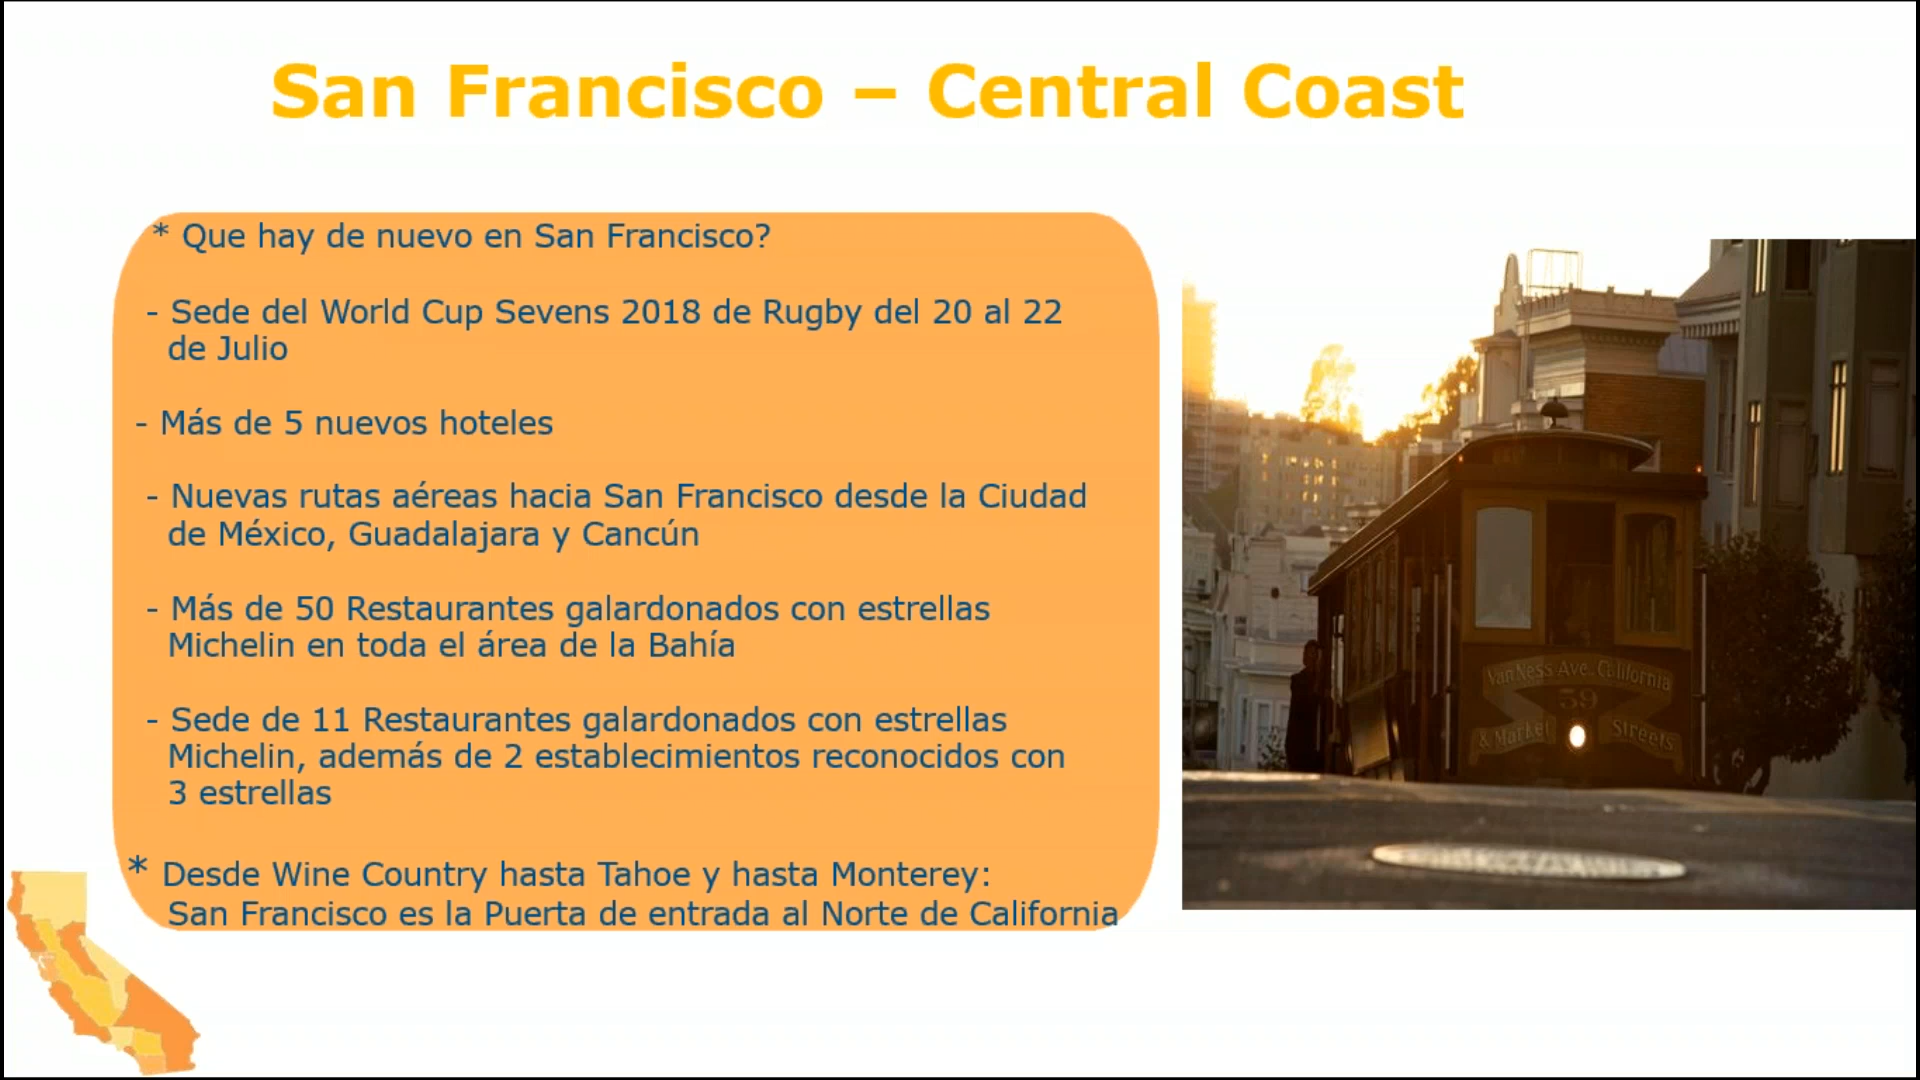 San Francisco – Central Coast
* Que hay de nuevo en San Francisco?
- Sede del World Cup Sevens 2018 de Rugby del 20 al 22
de Julio
- Más de 5 nuevos hoteles
- Nuevas rutas aéreas hacia San Francisco desde la Ciudad
de México, Guadalajara y Cancún
- Más de 50 Restaurantes galardonados con estrellas
Michelin en toda el área de la Bahía
- Sede de 11 Restaurantes galardonados con estrellas
Michelin, además de 2 establecimientos reconocidos con
3 estrellas
* Desde Wine Country hasta Tahoe y hasta Monterey:
San Francisco es la Puerta de entrada al Norte de California
Van Ness Ave. California
59
& Market Streets